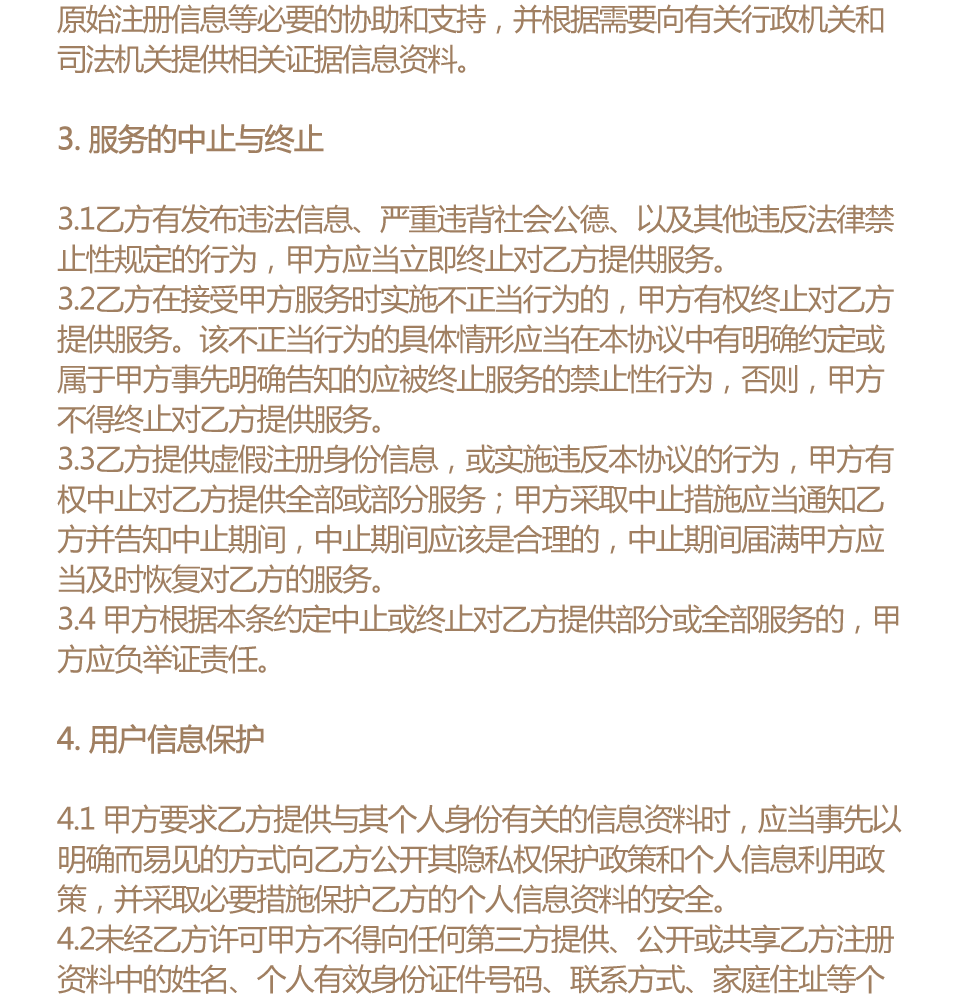 原始注册信息等必要的协助和支持，并根据需要向有关行政机关和
司法机关提供相关证据信息资料。
3. 服务的中止与终止
3.1乙方有发布违法信息、严重违背社会公德、以及其他违反法律禁
止性规定的行为，甲方应当立即终止对乙方提供服务。
3.2乙方在接受甲方服务时实施不正当行为的，甲方有权终止对乙方
提供服务。该不正当行为的具体情形应当在本协议中有明确约定或
属于甲方事先明确告知的应被终止服务的禁止性行为，否则，甲方
不得终止对乙方提供服务。
3.3乙方提供虚假注册身份信息，或实施违反本协议的行为，甲方有
权中止对乙方提供全部或部分服务；甲方采取中止措施应当通知乙
方并告知中止期间，中止期间应该是合理的，中止期间届满甲方应
当及时恢复对乙方的服务。
3.4 甲方根据本条约定中止或终止对乙方提供部分或全部服务的，甲
方应负举证责任。
4. 用户信息保护
4.1 甲方要求乙方提供与其个人身份有关的信息资料时，应当事先以
明确而易见的方式向乙方公开其隐私权保护政策和个人信息利用政
策，并采取必要措施保护乙方的个人信息资料的安全。
4.2未经乙方许可甲方不得向任何第三方提供、公开或共享乙方注册
资料中的姓名、个人有效身份证件号码、联系方式、家庭住址等个